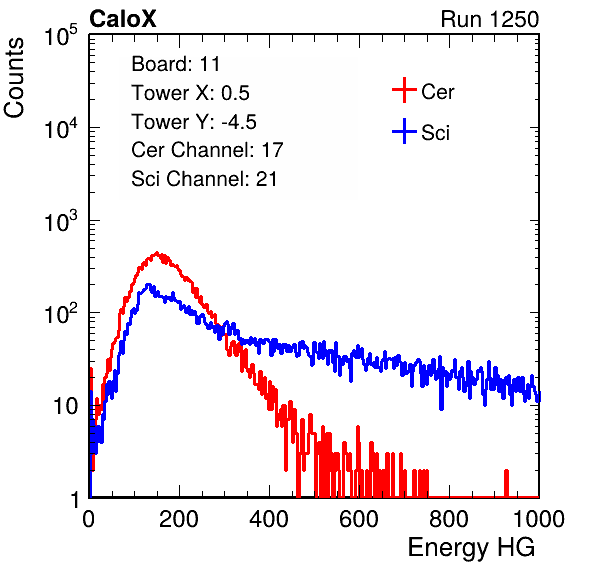 CaloX Run 1250
Counts
10^5
10^4
10^3
10^2
10
1
Board: 11
Tower X: 0.5
Tower Y: -4.5
Cer Channel: 17
Sci Channel: 21
Cer
Sci
0 200 400 600 800 1000
Energy HG